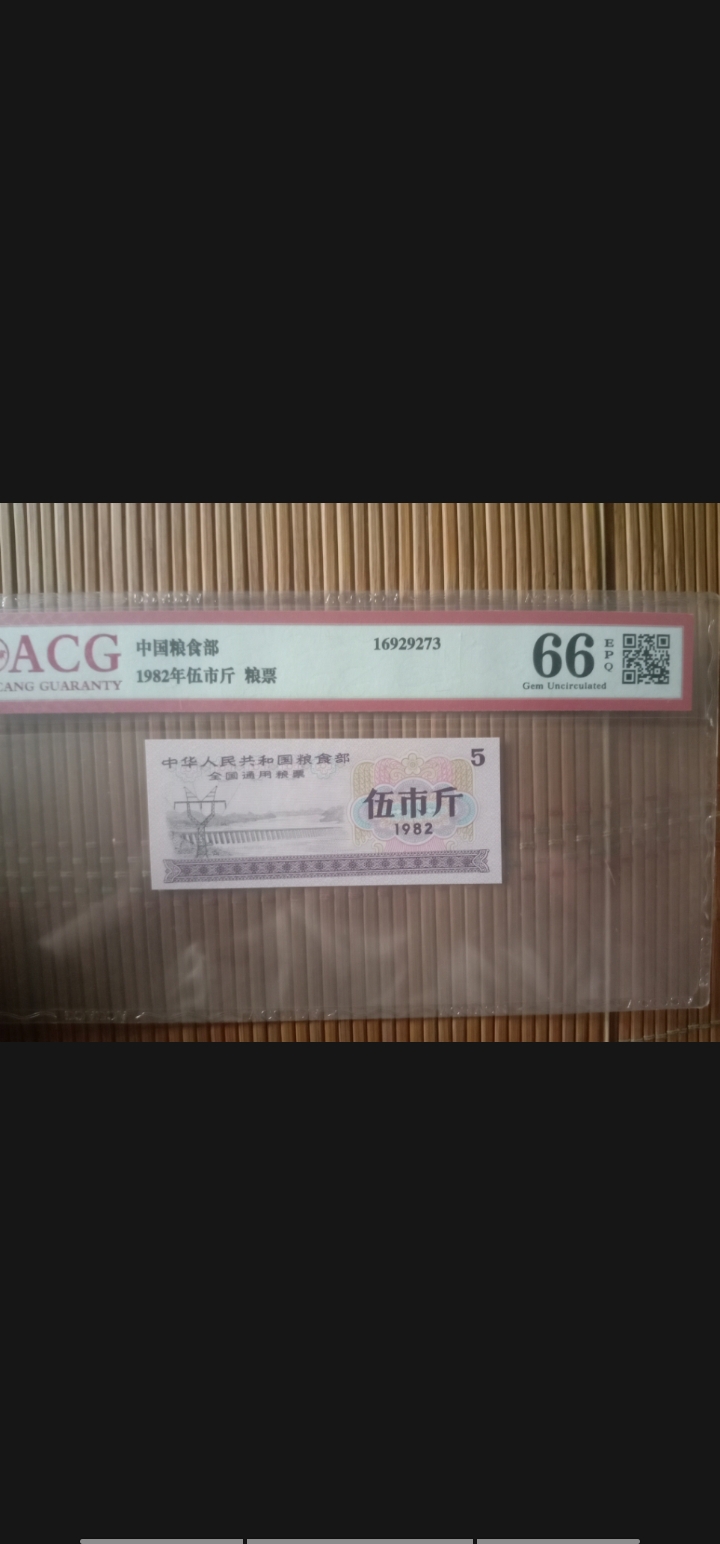 ACG
CANG GUARANTY
中国粮食部
1982年伍市斤 粮票
16929273
66
EPQ
Gem Uncirculated
中华人民共和国粮食部
全国通用粮票
5
伍市斤
1982